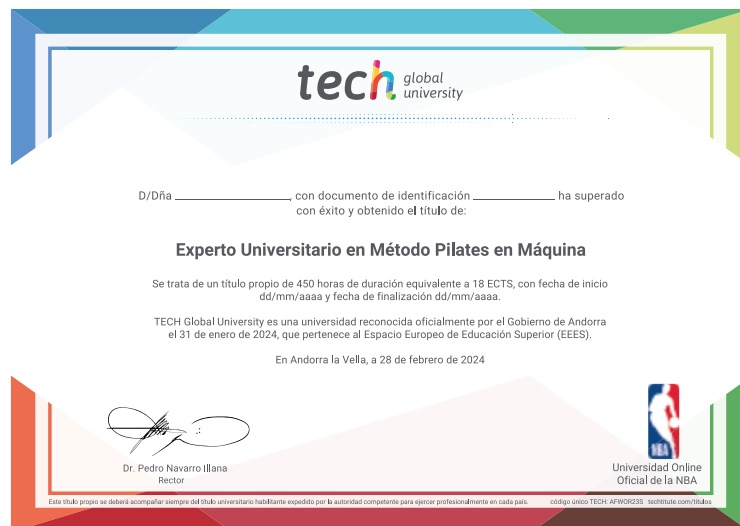 tech global university
D/Dña ______________, con documento de identificación __________ ha superado
con éxito y obtenido el título de:
Experto Universitario en Método Pilates en Máquina
Se trata de un título propio de 450 horas de duración equivalente a 18 ECTS, con fecha de inicio
dd/mm/aaaa y fecha de finalización dd/mm/aaaa.
TECH Global University es una universidad reconocida oficialmente por el Gobierno de Andorra
el 31 de enero de 2024, que pertenece al Espacio Europeo de Educación Superior (EEES).
En Andorra la Vella, a 28 de febrero de 2024
Dr. Pedro Navarro Illana
Rector
NBA
Universidad Online
Oficial de la NBA
Este título propio se deberá acompañar siempre del título universitario habilitante expedido por la autoridad competente para ejercer profesionalmente en cada país. código único TECH: AFWOR23S techtitute.com/titulos